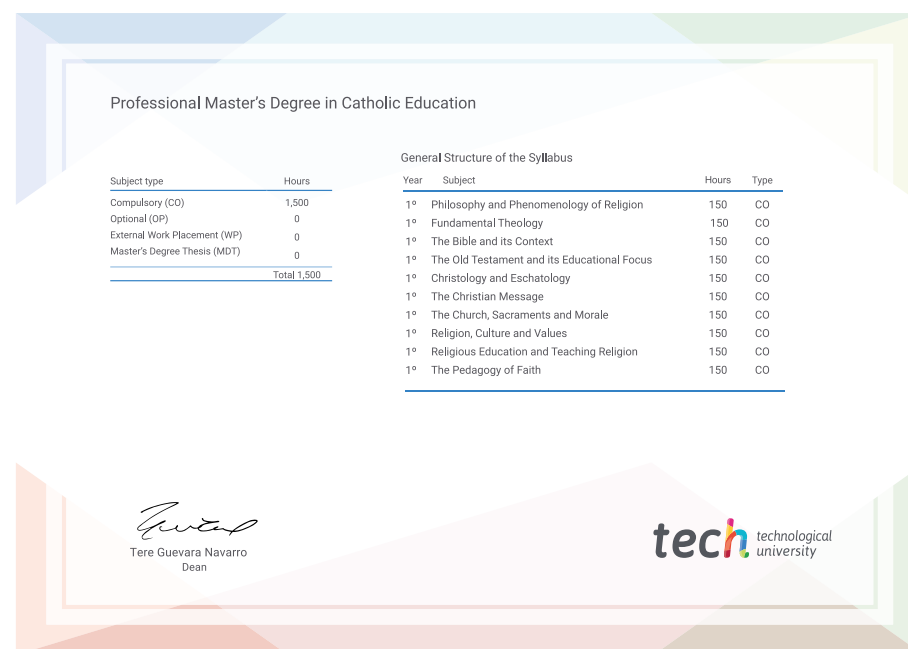 Professional Master's Degree in Catholic Education
General Structure of the Syllabus
Subject type Hours
Compulsory (CO) 1,500
Optional (OP) 0
External Work Placement (WP) 0
Master's Degree Thesis (MDT) 0
Total 1,500
Year Subject Hours Type
1º Philosophy and Phenomenology of Religion 150 CO
1º Fundamental Theology 150 CO
1º The Bible and its Context 150 CO
1º The Old Testament and its Educational Focus 150 CO
1º Christology and Eschatology 150 CO
1º The Christian Message 150 CO
1º The Church, Sacraments and Morale 150 CO
1º Religion, Culture and Values 150 CO
1º Religious Education and Teaching Religion 150 CO
1º The Pedagogy of Faith 150 CO
Tere Guevara Navarro
Dean
tech technological
university